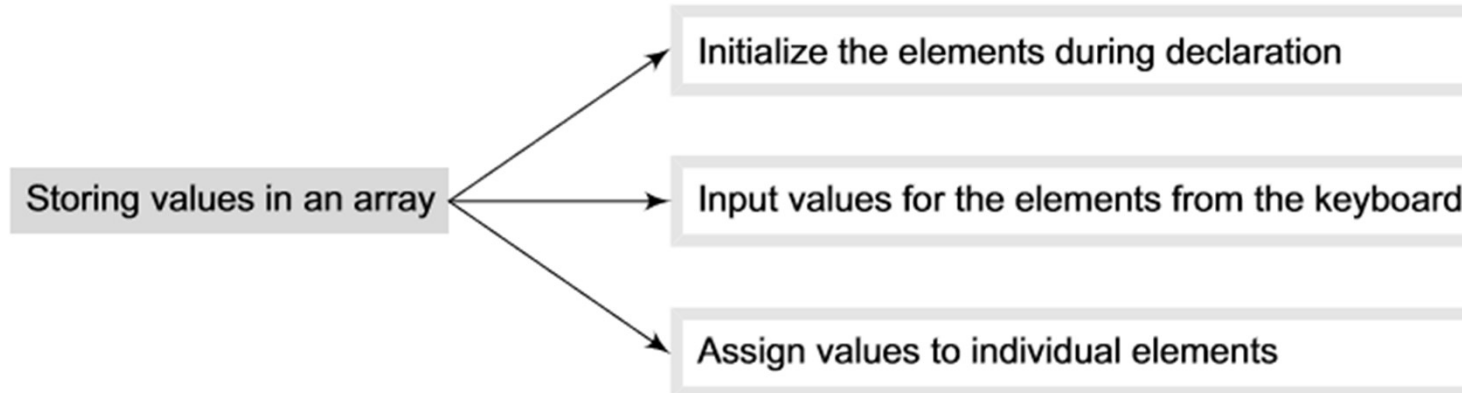 Initialize the elements during declaration
Storing values in an array
Input values for the elements from the keyboard
Assign values to individual elements